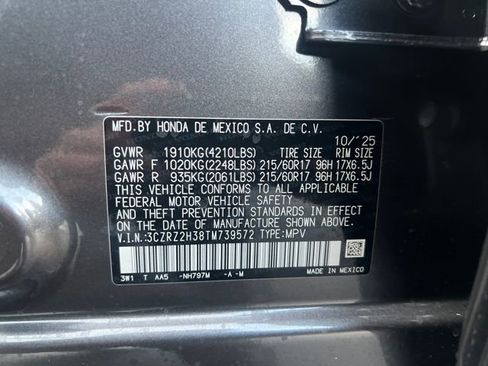 MFD.BY HONDA DE MEXICO S.A. DE C.V.
10/'25
GVWR 1910KG(4210LBS) TIRE SIZE RIM SIZE
GAWR F 1020KG(2248LBS) 215/60R17 96H 17X6.5J
GAWR R 935KG(2061LBS) 215/60R17 96H 17X6.5J
THIS VEHICLE CONFORMS TO ALL APPLICABLE
FEDERAL MOTOR VEHICLE SAFETY AND
THEFT PREVENTION STANDARDS IN EFFECT ON
THE DATE OF MANUFACTURE SHOWN ABOVE.
V.I.N:3CZRZ2H38TM739572 TYPE:MPV
3W1 T AA5 -NH797M -A -M MADE IN MEXICO